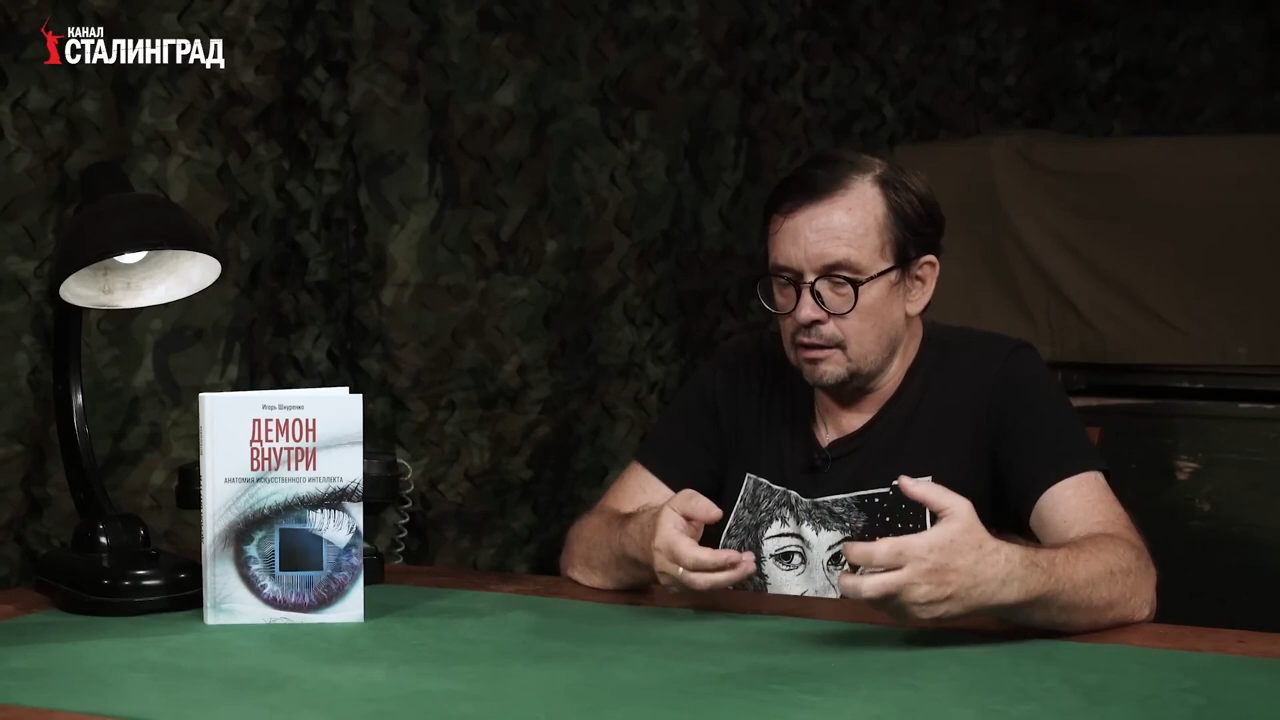 КАНАЛ
СТАЛИНГРАД
Игорь Шнуренко
ДЕМОН
ВНУТРИ
АНАТОМИЯ ИСКУССТВЕННОГО ИНТЕЛЛЕКТА